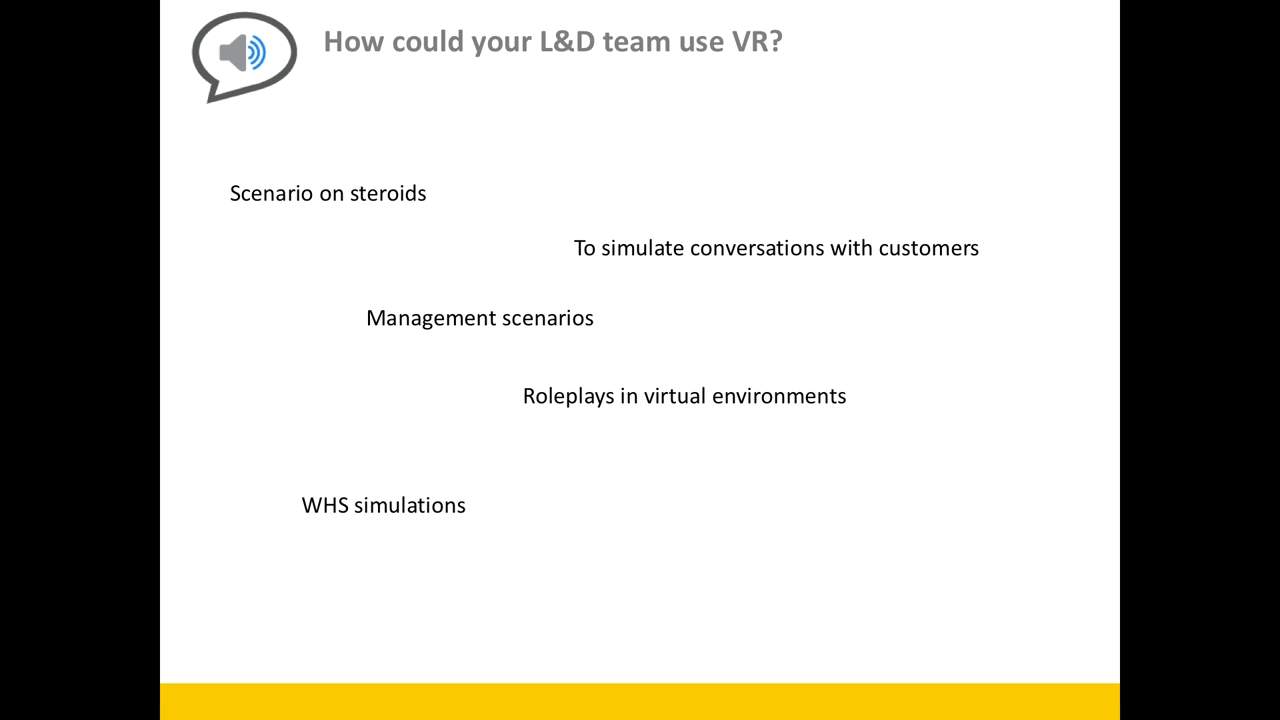 How could your L&D team use VR?
Scenario on steroids
To simulate conversations with customers
Management scenarios
Roleplays in virtual environments
WHS simulations